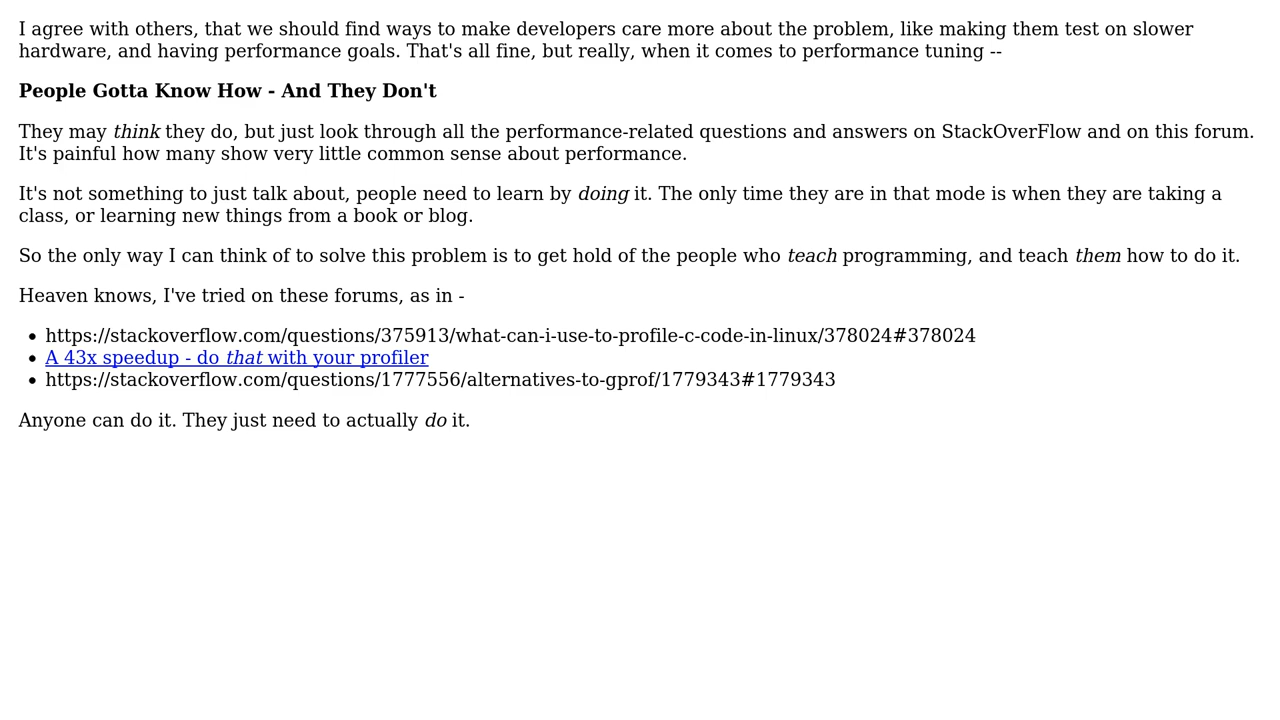 I agree with others, that we should find ways to make developers care more about the problem, like making them test on slower
hardware, and having performance goals. That's all fine, but really, when it comes to performance tuning --
People Gotta Know How - And They Don't
They may think they do, but just look through all the performance-related questions and answers on StackOverFlow and on this forum.
It's painful how many show very little common sense about performance.
It's not something to just talk about, people need to learn by doing it. The only time they are in that mode is when they are taking a
class, or learning new things from a book or blog.
So the only way I can think of to solve this problem is to get hold of the people who teach programming, and teach them how to do it.
Heaven knows, I've tried on these forums, as in -
• https://stackoverflow.com/questions/375913/what-can-i-use-to-profile-c-code-in-linux/378024#378024
• A 43x speedup - do that with your profiler
• https://stackoverflow.com/questions/1777556/alternatives-to-gprof/1779343#1779343
Anyone can do it. They just need to actually do it.